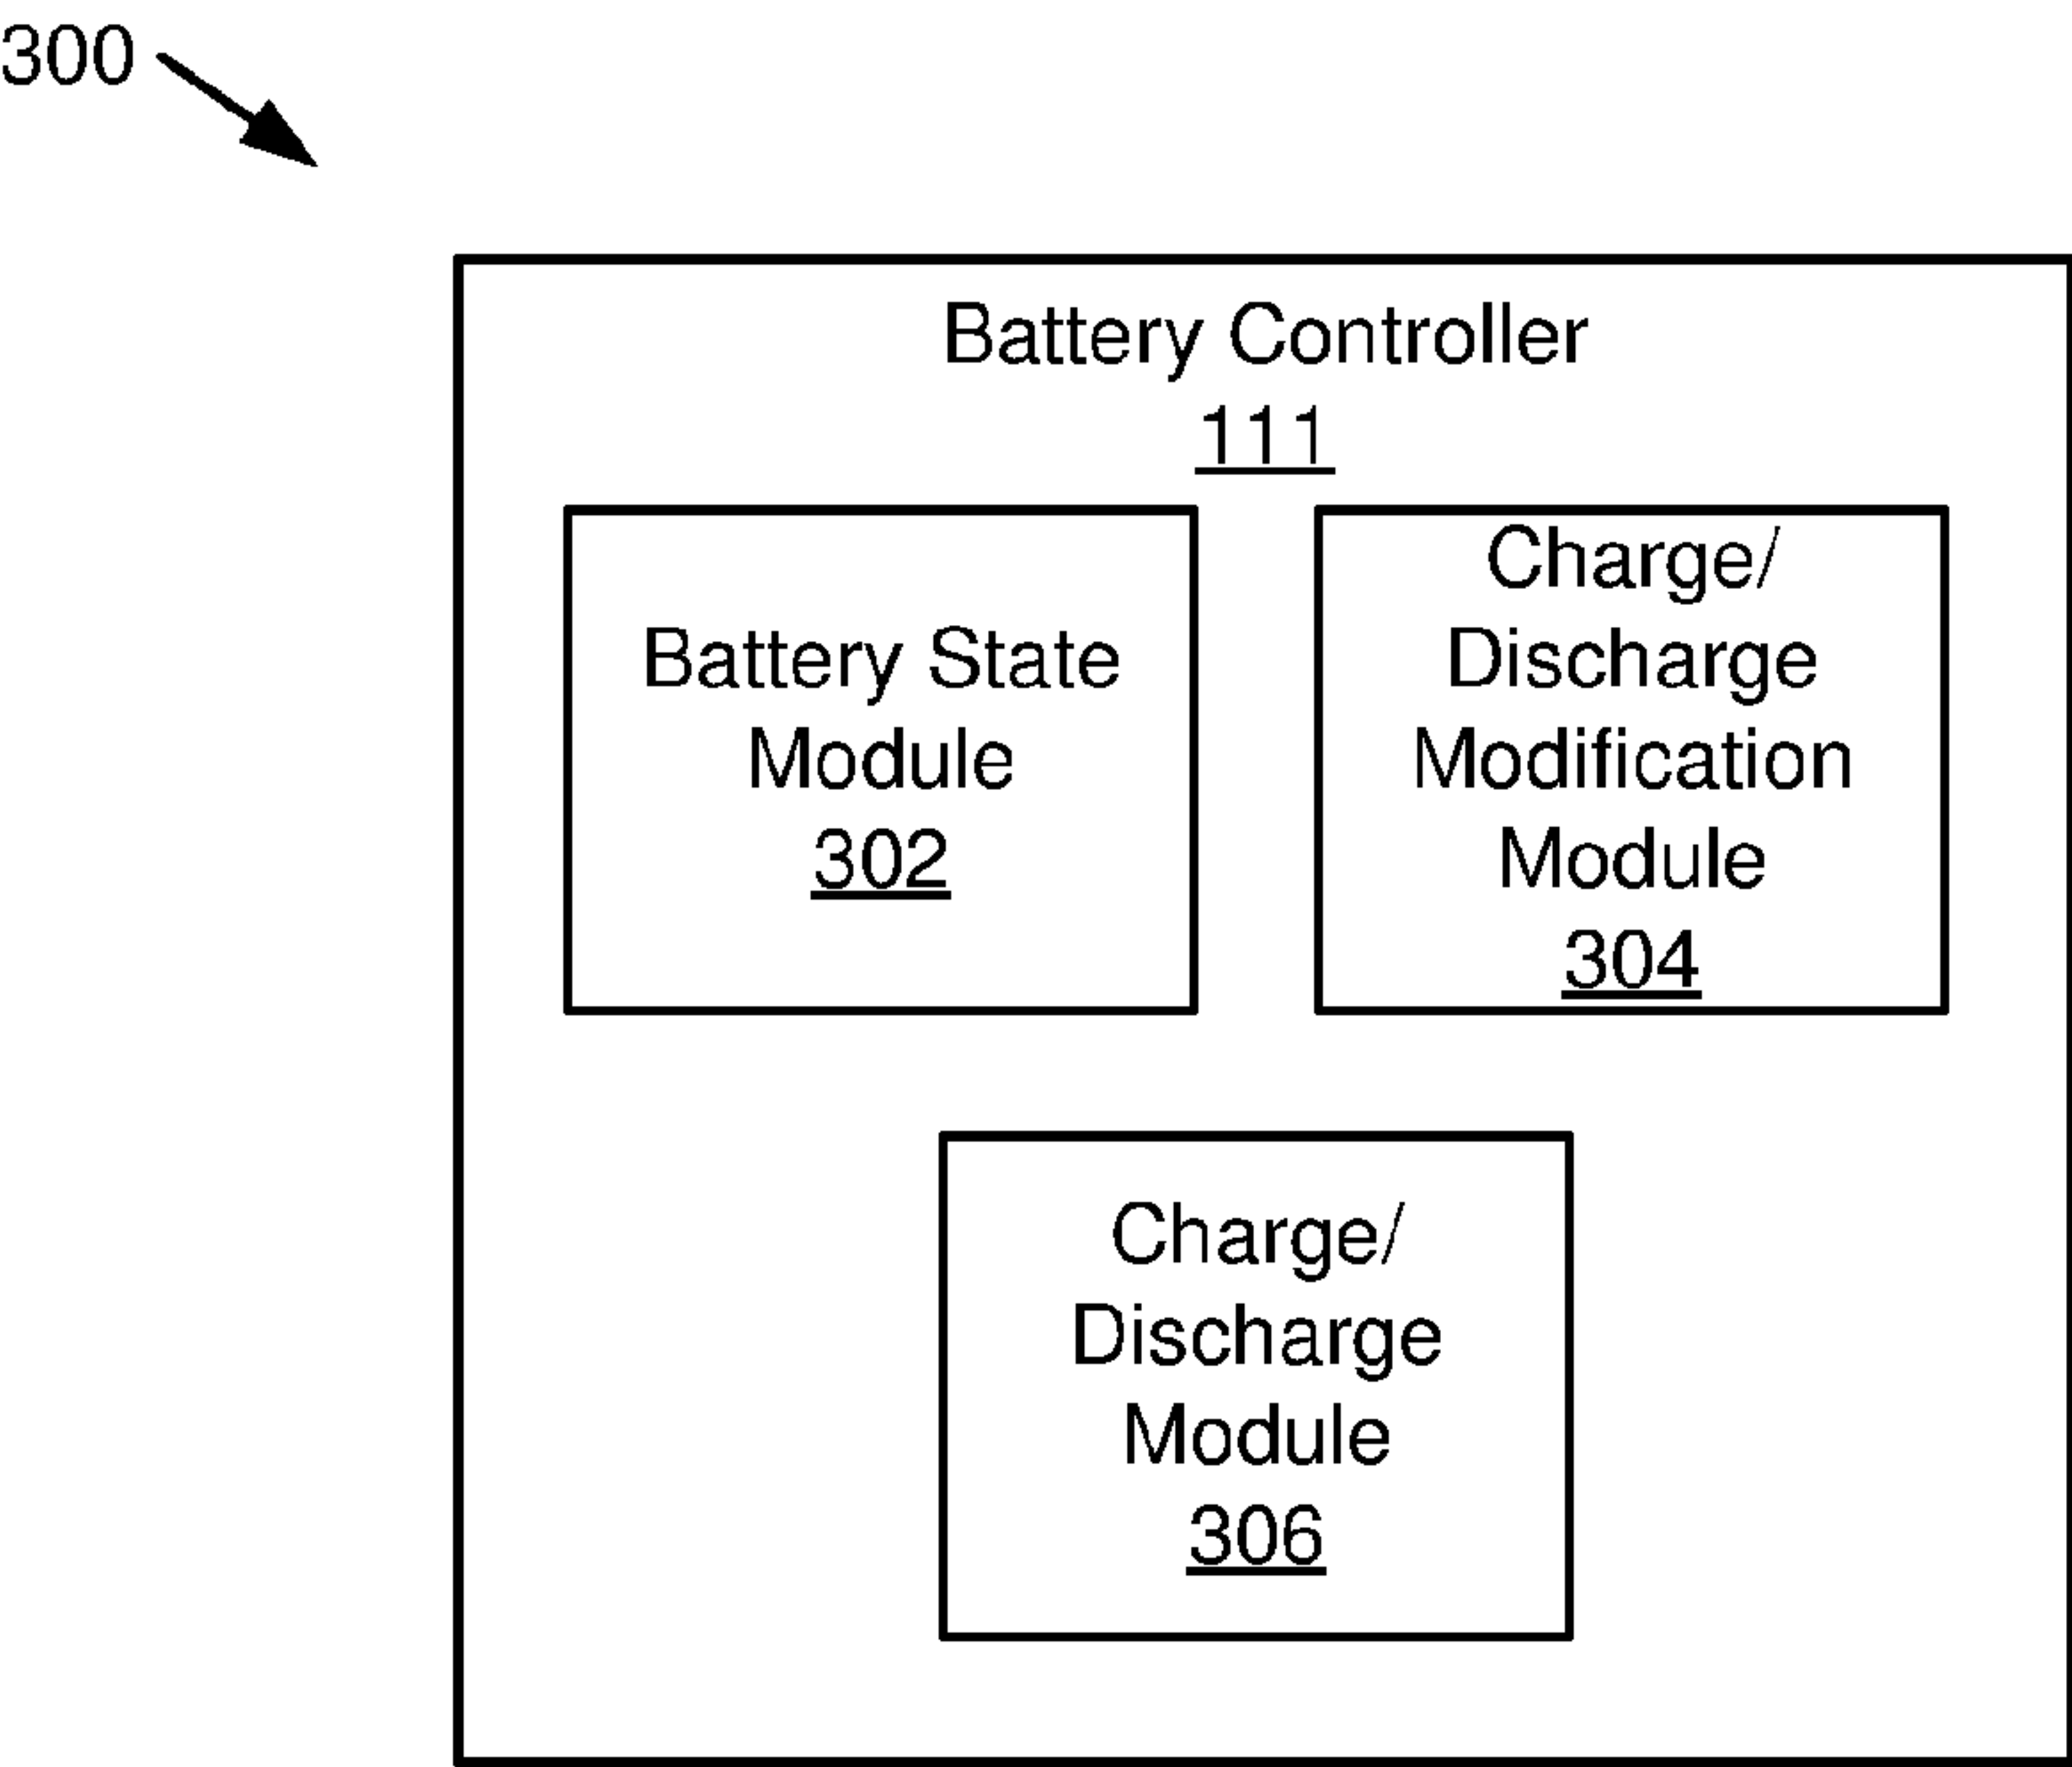 300
Battery Controller
111
Battery State
Module
302
Charge/
Discharge
Modification
Module
304
Charge/
Discharge
Module
306